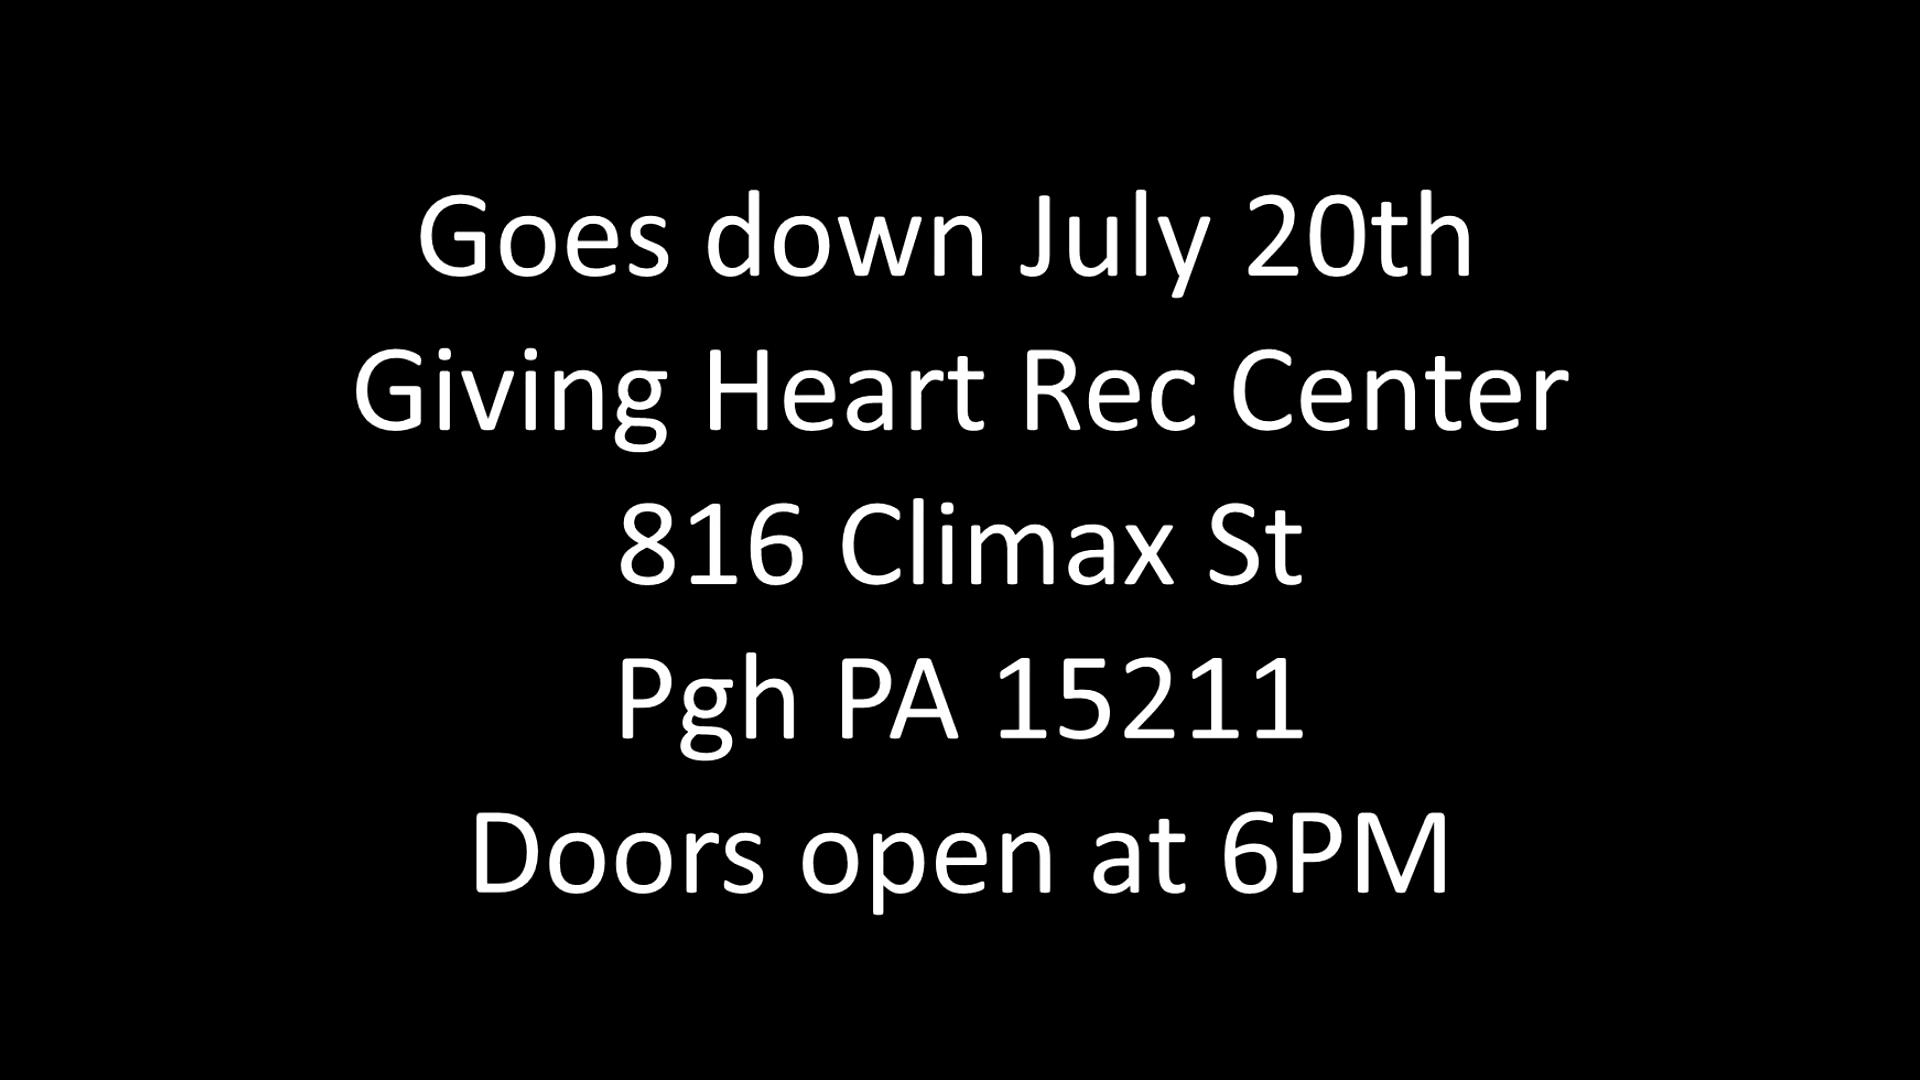 Goes down July 20th
Giving Heart Rec Center
816 Climax St
Pgh PA 15211
Doors open at 6PM